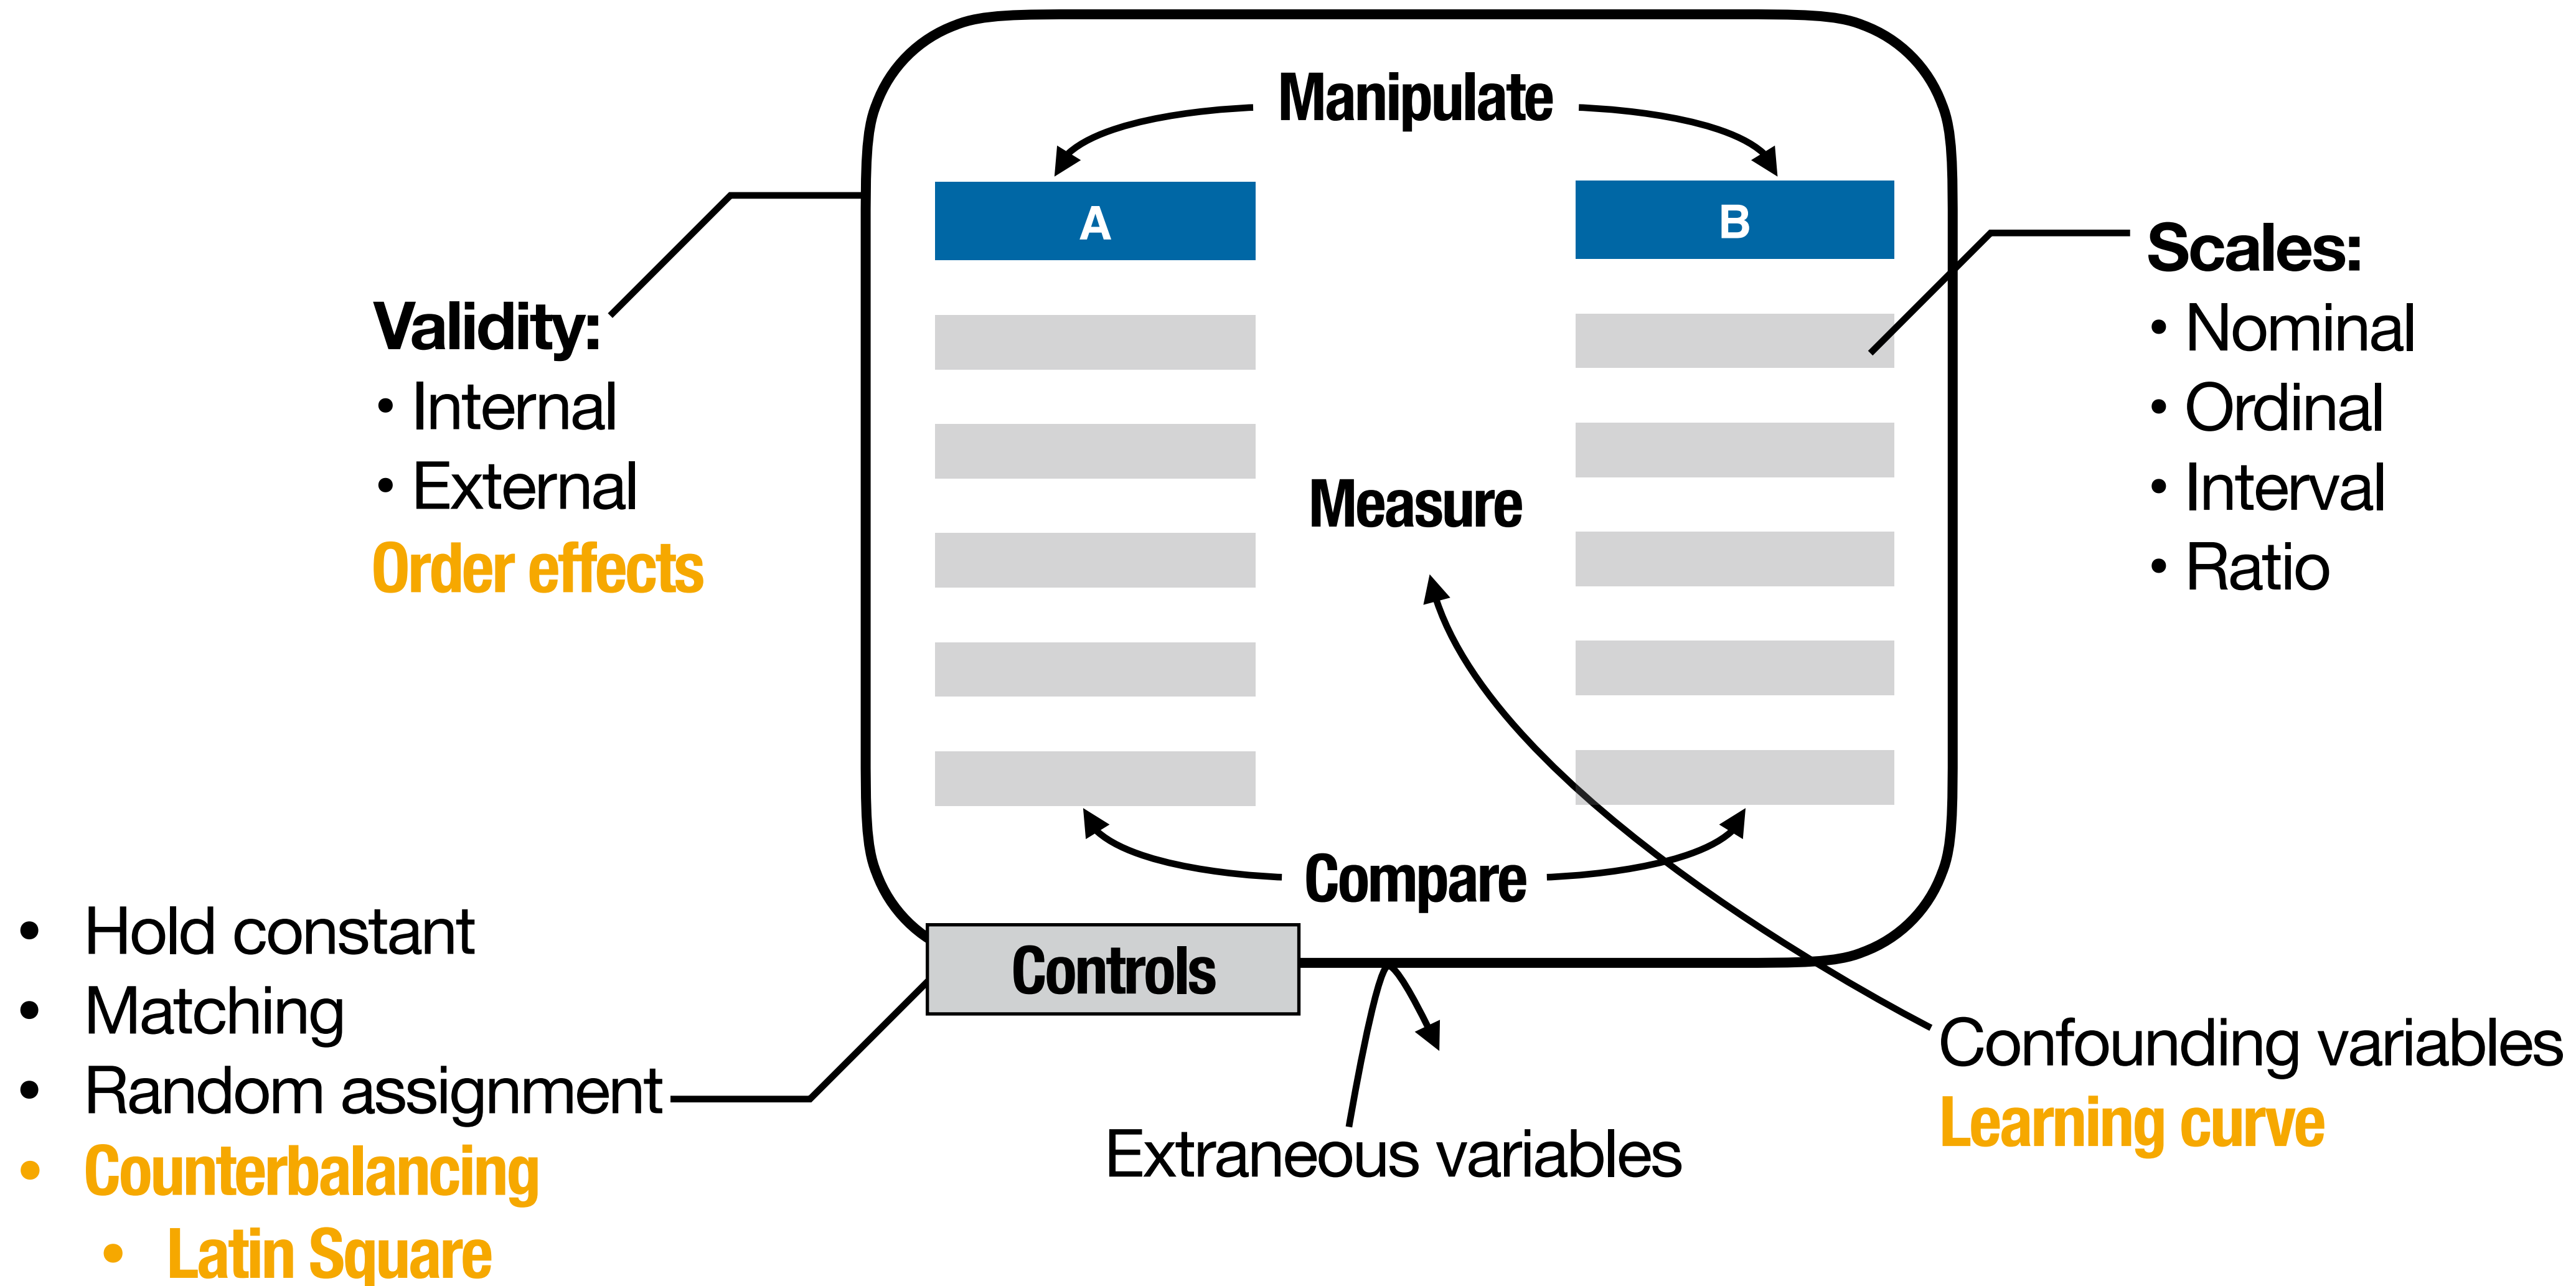 Manipulate
A
B
Validity:
• Internal
• External
Order effects
Scales:
• Nominal
• Ordinal
• Interval
• Ratio
Measure
Compare
Controls
• Hold constant
• Matching
• Random assignment
• Counterbalancing
• Latin Square
Extraneous variables
Confounding variables
Learning curve